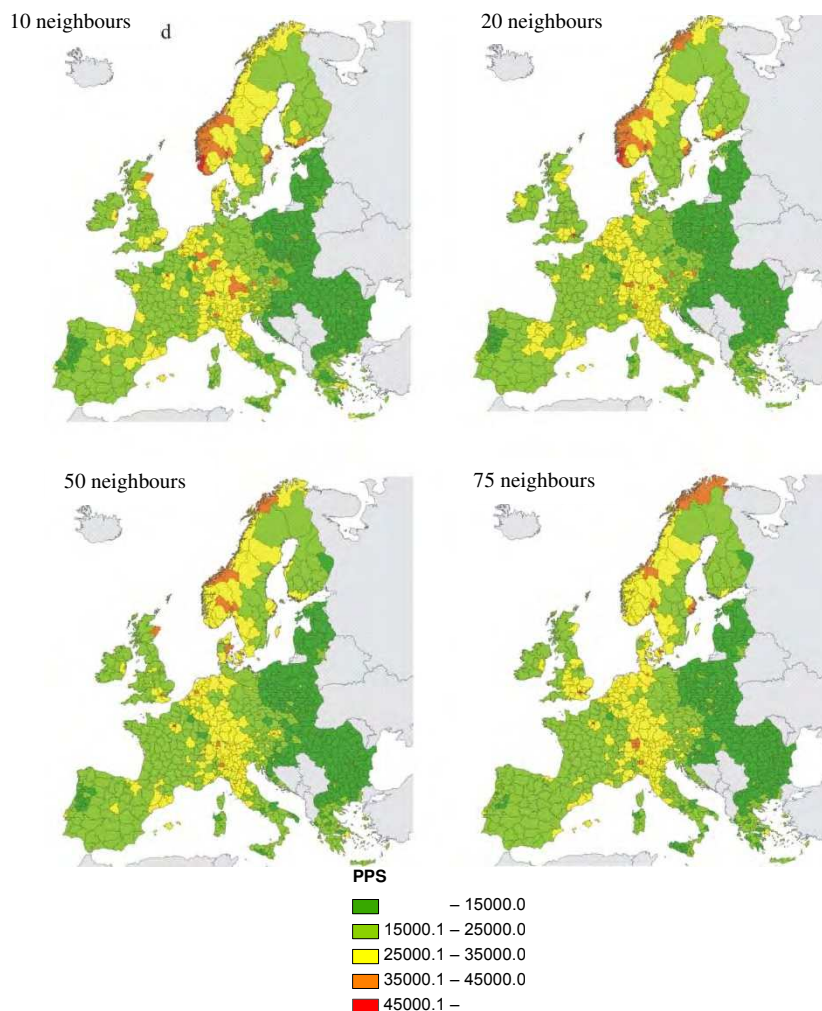 10 neighbours
d
20 neighbours
50 neighbours
75 neighbours
PPS
– 15000.0
15000.1 – 25000.0
25000.1 – 35000.0
35000.1 – 45000.0
45000.1 –